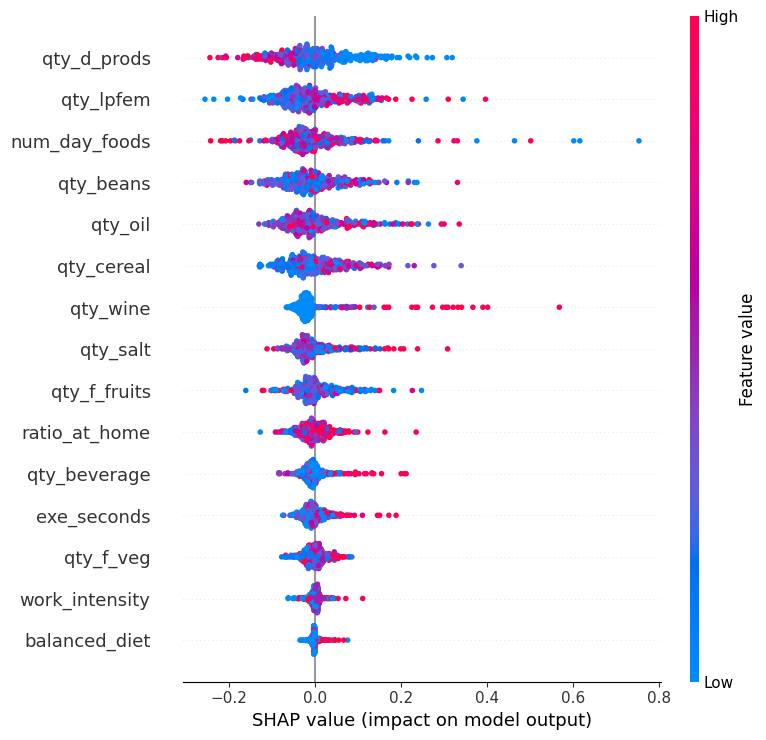 High
qty_d_prods
qty_lpfem
num_day_foods
qty_beans
qty_oil
qty_cereal
qty_wine
qty_salt
qty_f_fruits
ratio_at_home
qty_beverage
exe_seconds
qty_f_veg
work_intensity
balanced_diet
Feature value
Low
−0.2 0.0 0.2 0.4 0.6 0.8
SHAP value (impact on model output)